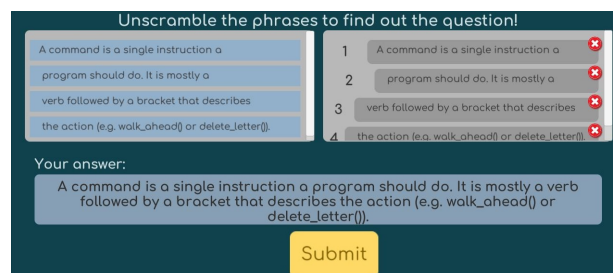 Unscramble the phrases to find out the question!
A command is a single instruction a
program should do. It is mostly a
verb followed by a bracket that describes
the action (e.g. walk_ahead() or delete_letter()).
1 A command is a single instruction a
2 program should do. It is mostly a
3 verb followed by a bracket that describes
4 the action (e.g. walk_ahead() or delete_letter()).
Your answer:
A command is a single instruction a program should do. It is mostly a verb
followed by a bracket that describes the action (e.g. walk_ahead() or
delete_letter()).
Submit